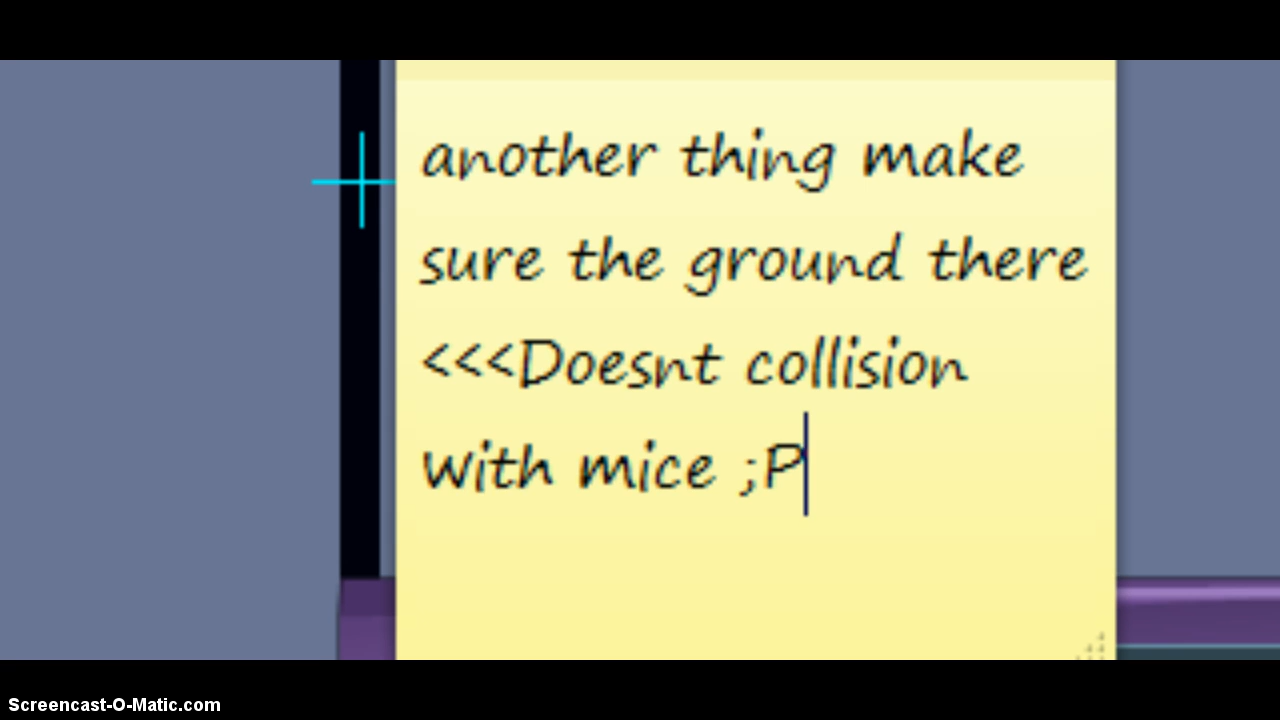 another thing make
sure the ground there
<<<Doesnt collision
With mice ;P
Screencast-O-Matic.com